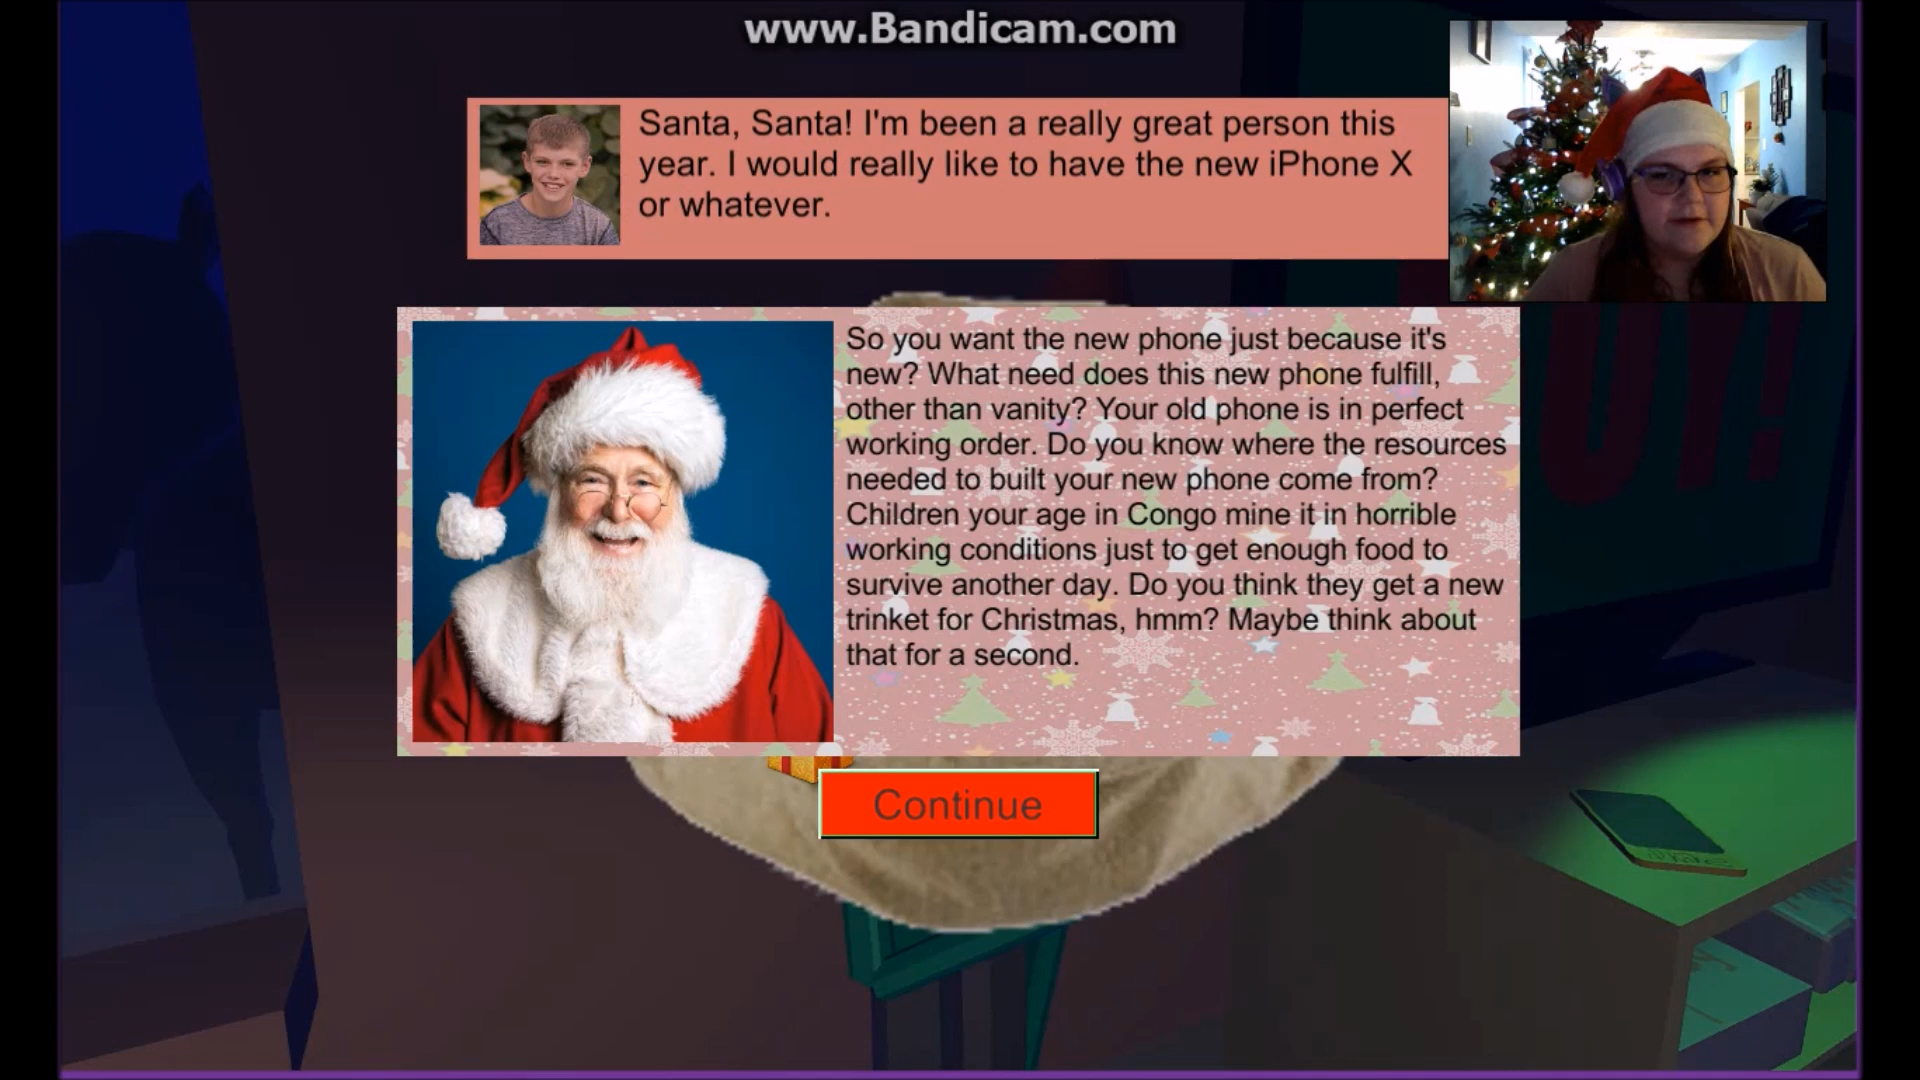 www.Bandicam.com
Santa, Santa! I'm been a really great person this
year. I would really like to have the new iPhone X
or whatever.
So you want the new phone just because it's
new? What need does this new phone fulfill,
other than vanity? Your old phone is in perfect
working order. Do you know where the resources
needed to built your new phone come from?
Children your age in Congo mine it in horrible
working conditions just to get enough food to
survive another day. Do you think they get a new
trinket for Christmas, hmm? Maybe think about
that for a second.
Continue